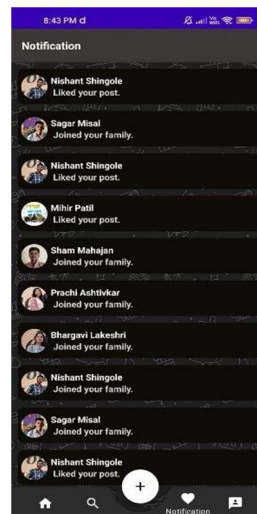 8:43 PM
Notification
Nishant Shingole
Liked your post.
Sagar Misal
Joined your family.
Nishant Shingole
Liked your post.
Mihir Patil
Liked your post.
Sham Mahajan
Joined your family.
Prachi Ashtivkar
Joined your family.
Bhargavi Lakeshri
Joined your family.
Nishant Shingole
Joined your family.
Sagar Misal
Joined your family.
Nishant Shingole
Liked your post.
Notification